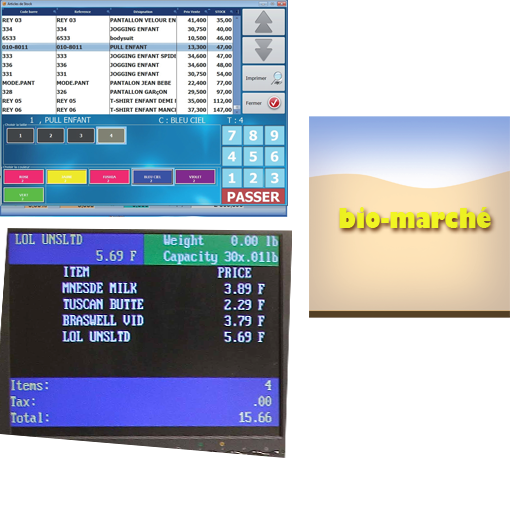 Code barre Reference Désignation Prix Vente STOCK
REY 03 REY 03 PANTALLON VELOUR EN 41,400 35,00
334 334 JOGGING ENFANT 30,750 40,00
6533 6533 bodysuit 10,500 46,00
010-8011 010-8011 PULL ENFANT 13,300 47,00
333 333 JOGGING ENFANT SPIDE 34,600 47,00
336 336 JOGGING ENFANT 34,600 48,00
331 331 JOGGING ENFANT 30,750 54,00
MODE.PANT MODE.PANT PANTALON JEAN BEBE 22,400 77,00
328 326 PANTALLON GARçON 29,500 97,00
REY 05 REY 05 T-SHIRT ENFANT DEMI 35,000 112,00
REY 06 REY 06 T-SHIRT ENFANT MANC 37,300 147,00
Imprimer
Fermer
1 , PULL ENFANT C : BLEU CIEL T : 4
1 2 3 4
7 8 9
4 5 6
1 2 3
PASSER
BLEU CIEL
VIOLET
LOL UNSLTD
5.69 F
Weight 0.00 lb
Capacity 30x.01lb
ITEM PRICE
MNESDE MILK 3.89 F
TUSCAN BUTTE 2.29 F
BRASWELL VID 3.79 F
LOL UNSLTD 5.69 F
Items: 4
Tax: .00
Total: 15.66
bio-marché